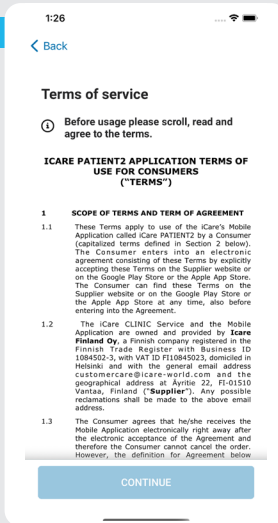 1:26
Back
Terms of service
Before usage please scroll, read and
agree to the terms.
ICARE PATIENT2 APPLICATION TERMS OF
USE FOR CONSUMERS
("TERMS")
1 SCOPE OF TERMS AND TERM OF AGREEMENT
1.1 These Terms apply to use of the iCare's Mobile
Application called iCare PATIENT2 by a Consumer
(capitalized terms defined in Section 2 below).
The Consumer enters into an electronic
agreement consisting of these Terms by explicitly
accepting these Terms on the Supplier website or
on the Google Play Store or the Apple App Store.
The Consumer can find these Terms on the
Supplier website or on the Google Play Store or
the Apple App Store at any time, also before
entering into the Agreement.
1.2 The iCare CLINIC Service and the Mobile
Application are owned and provided by Icare
Finland Oy, a Finnish company registered in the
Finnish Trade Register with Business ID
1084502-3, with VAT ID FI10845023, domiciled in
Helsinki and with the general email address
customercare@icare-world.com and the
geographical address at Äyritie 22, FI-01510
Vantaa, Finland ("Supplier"). Any possible
reclamations shall be made to the above email
address.
1.3 The Consumer agrees that he/she receives the
Mobile Application electronically right away after
the electronic acceptance of the Agreement and
therefore the Consumer cannot cancel the order.
However, the definition for Agreement below
CONTINUE